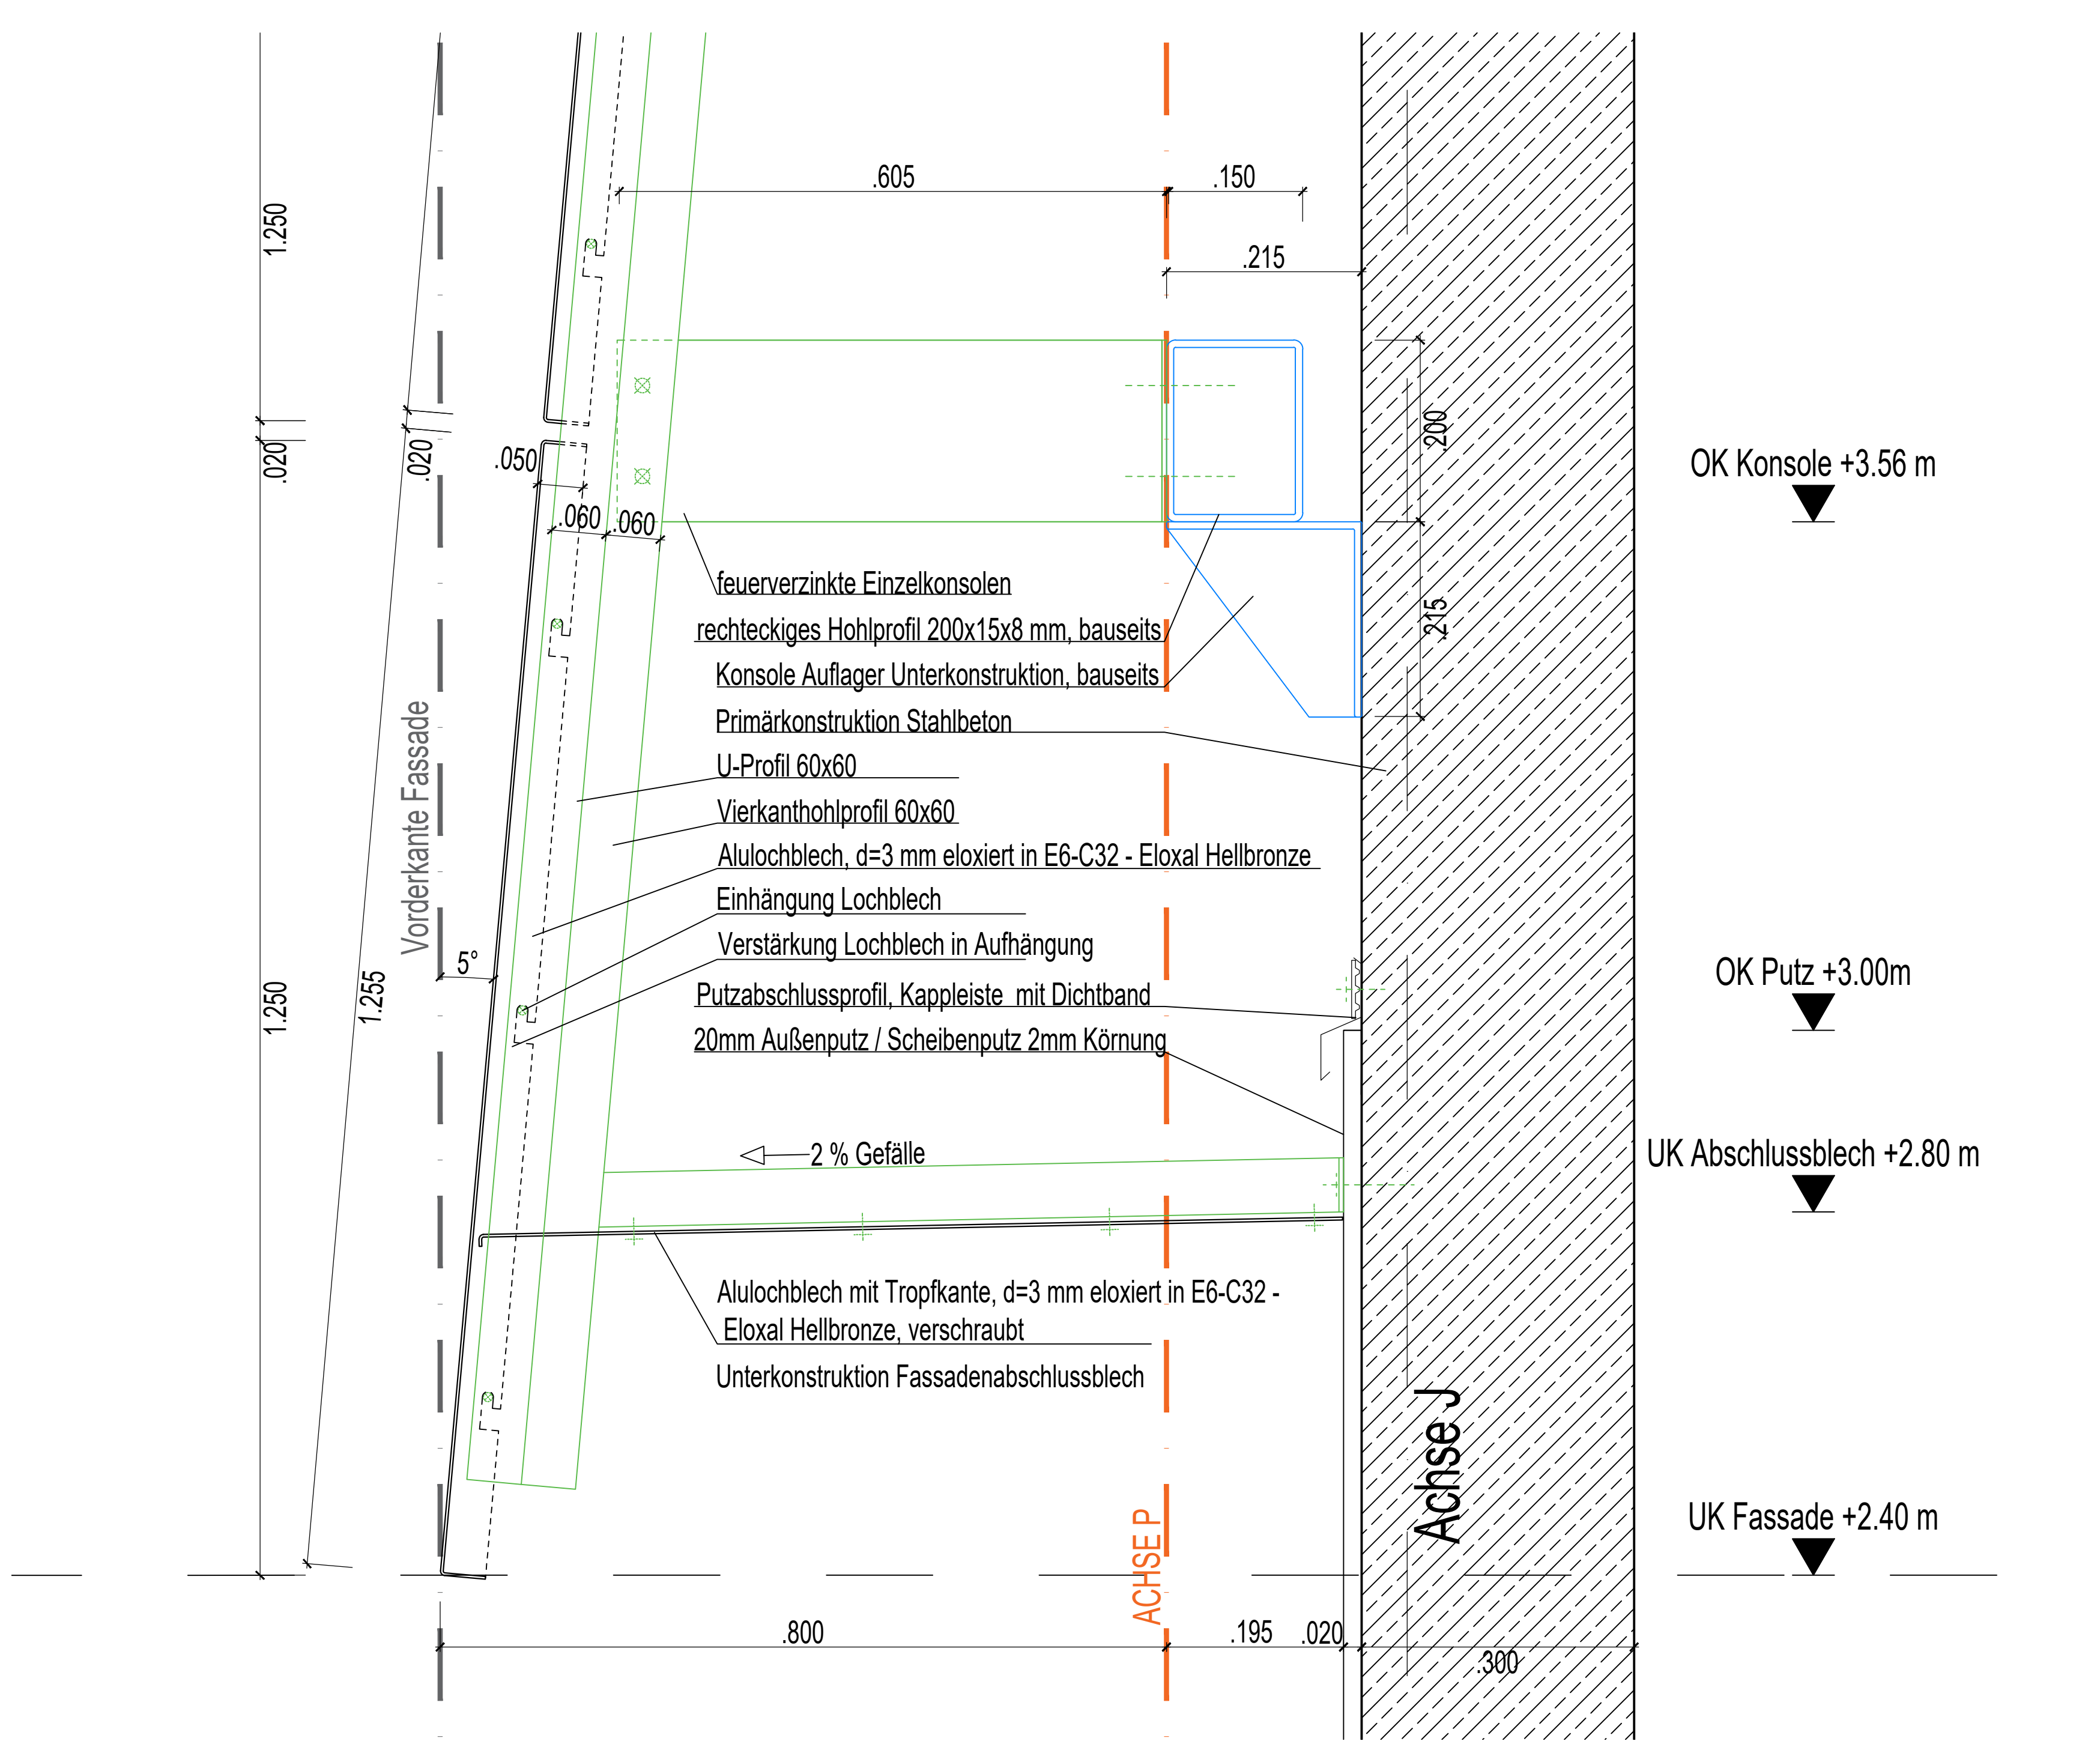 .605
.150
1.250
.215
.200
.020
.020
.050
OK Konsole +3.56 m
.060
.060
feuerverzinkte Einzelkonsolen
.215
rechteckiges Hohlprofil 200x15x8 mm, bauseits
Konsole Auflager Unterkonstruktion, bauseits
Primärkonstruktion Stahlbeton
U-Profil 60x60
Vierkanthohlprofil 60x60
Vorderkante Fassade
Alulochblech, d=3 mm eloxiert in E6-C32 - Eloxal Hellbronze
Einhängung Lochblech
Verstärkung Lochblech in Aufhängung
5°
OK Putz +3.00m
1.255
1.250
Putzabschlussprofil, Kappleiste mit Dichtband
20mm Außenputz / Scheibenputz 2mm Körnung
2 % Gefälle
UK Abschlussblech +2.80 m
Alulochblech mit Tropfkante, d=3 mm eloxiert in E6-C32 -
Eloxal Hellbronze, verschraubt
Unterkonstruktion Fassadenabschlussblech
Achse J
ACHSE P
UK Fassade +2.40 m
.800
.195
.020
.300